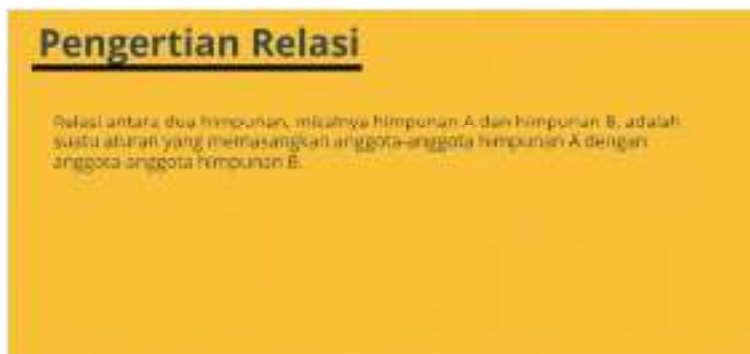 Pengertian Relasi
Relasi antara dua himpunan, misalnya himpunan A dan himpunan B, adalah
suatu aturan yang memasangkan anggota-anggota himpunan A dengan
anggota-anggota himpunan B.